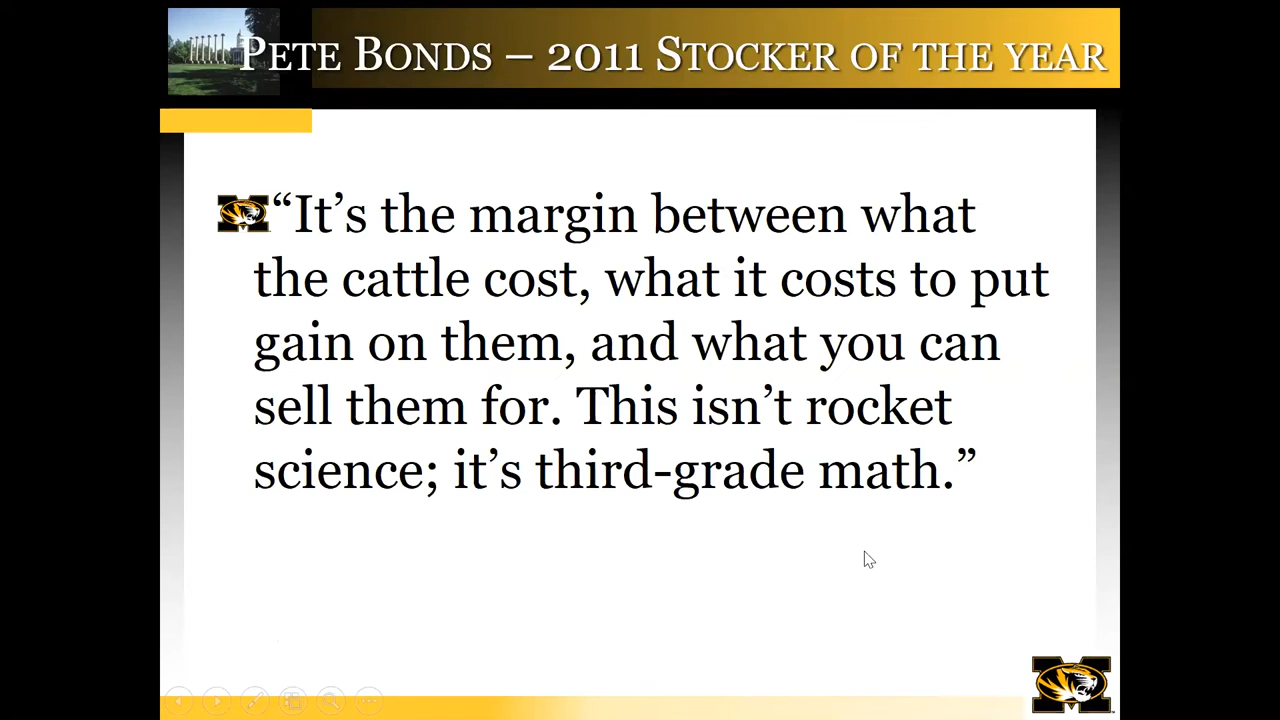 PETE BONDS – 2011 STOCKER OF THE YEAR
“It’s the margin between what
the cattle cost, what it costs to put
gain on them, and what you can
sell them for. This isn’t rocket
science; it’s third-grade math.”